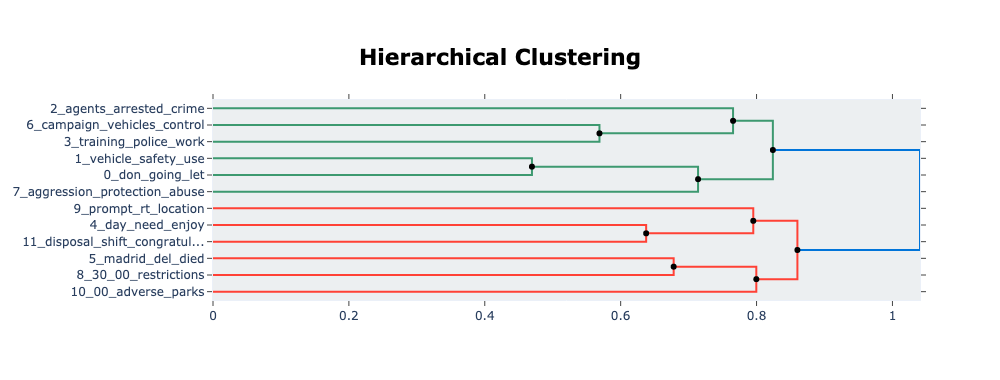 Hierarchical Clustering
2_agents_arrested_crime
6_campaign_vehicles_control
3_training_police_work
1_vehicle_safety_use
0_don_going_let
7_aggression_protection_abuse
9_prompt_rt_location
4_day_need_enjoy
11_disposal_shift_congratul...
5_madrid_del_died
8_30_00_restrictions
10_00_adverse_parks
0 0.2 0.4 0.6 0.8 1